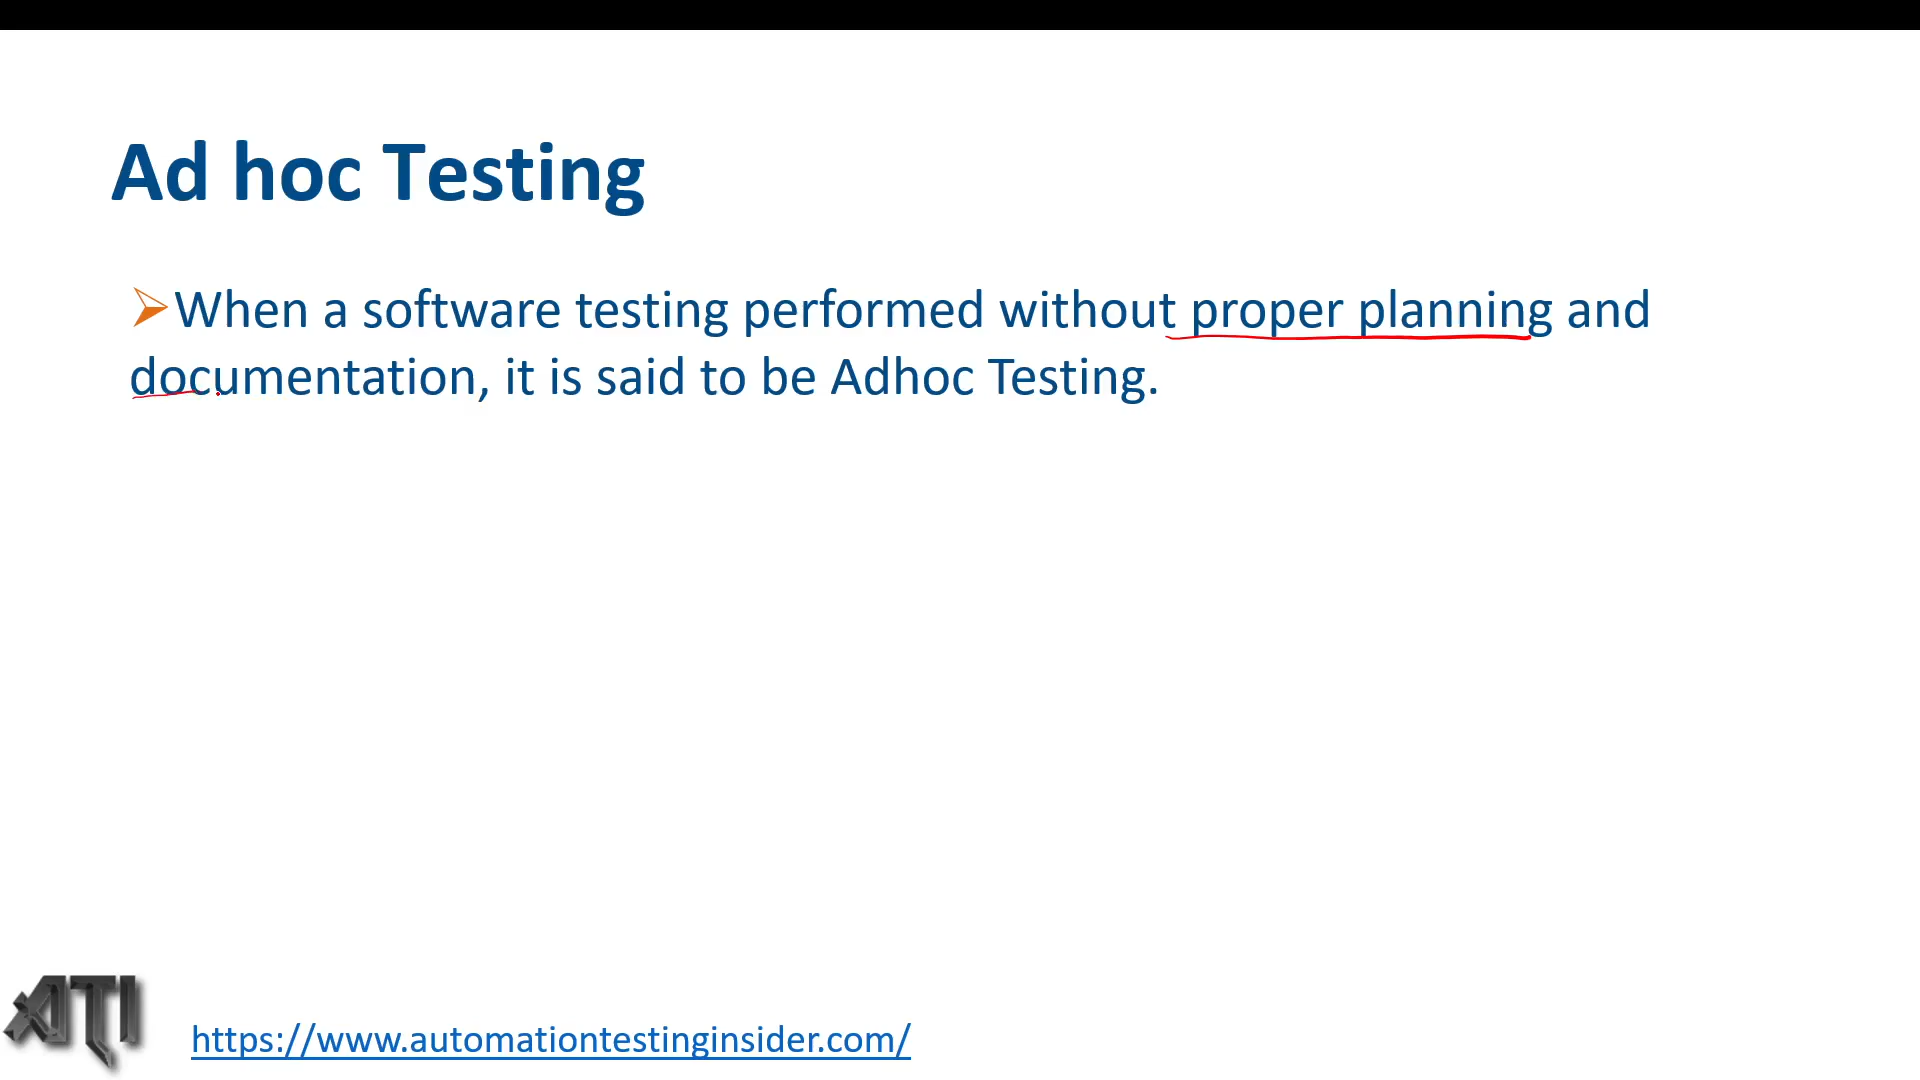 Ad hoc Testing
When a software testing performed without proper planning and
documentation, it is said to be Adhoc Testing.
ATI
https://www.automationtestinginsider.com/